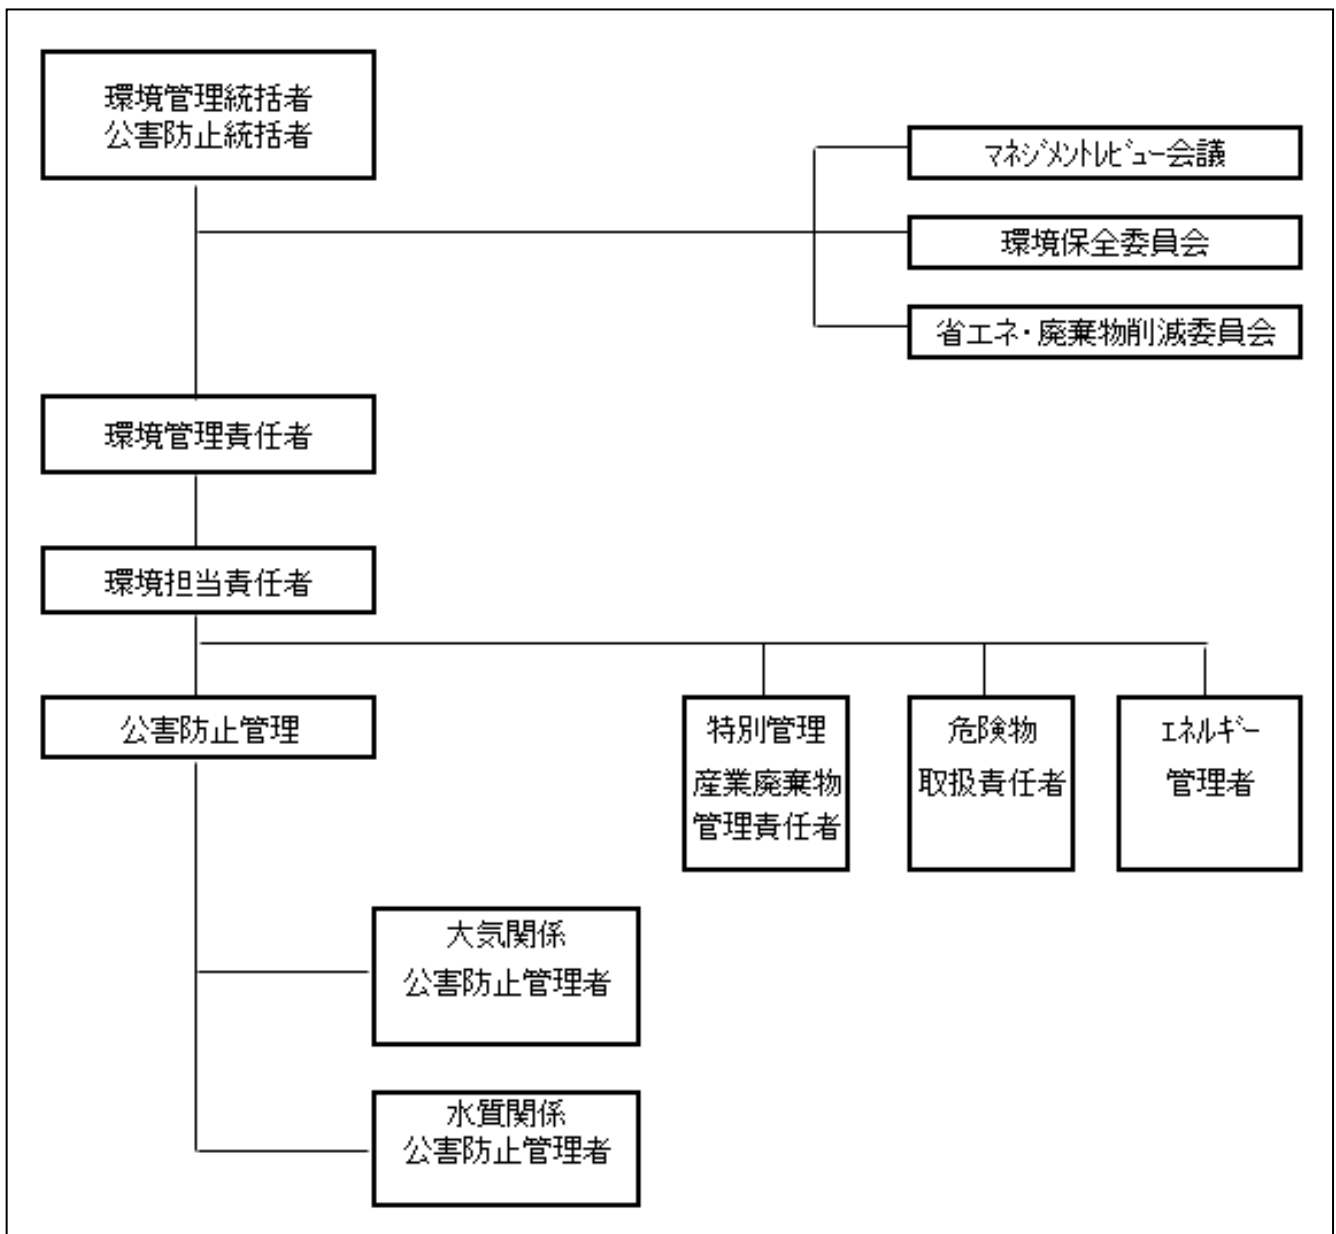 環境管理統括者
公害防止統括者
ﾏﾈｼﾞﾒﾝﾄﾚﾋﾞｭｰ会議
環境保全委員会
省エネ・廃棄物削減委員会
環境管理責任者
環境担当責任者
公害防止管理
特別管理
産業廃棄物
管理責任者
危険物
取扱責任者
ｴﾈﾙｷﾞｰ
管理者
大気関係
公害防止管理者
水質関係
公害防止管理者